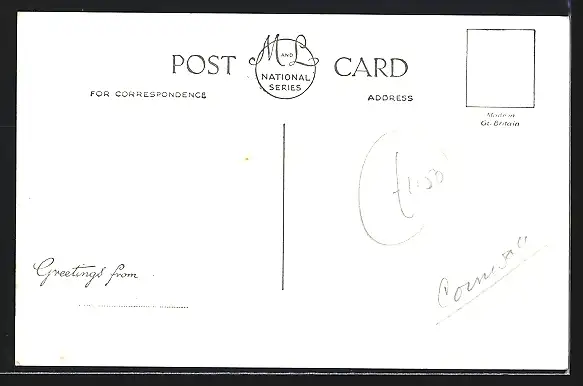 POST M AND L CARD
NATIONAL
SERIES
FOR CORRESPONDENCE
ADDRESS
Made in
Gt. Britain
Greetings from
Cornwall